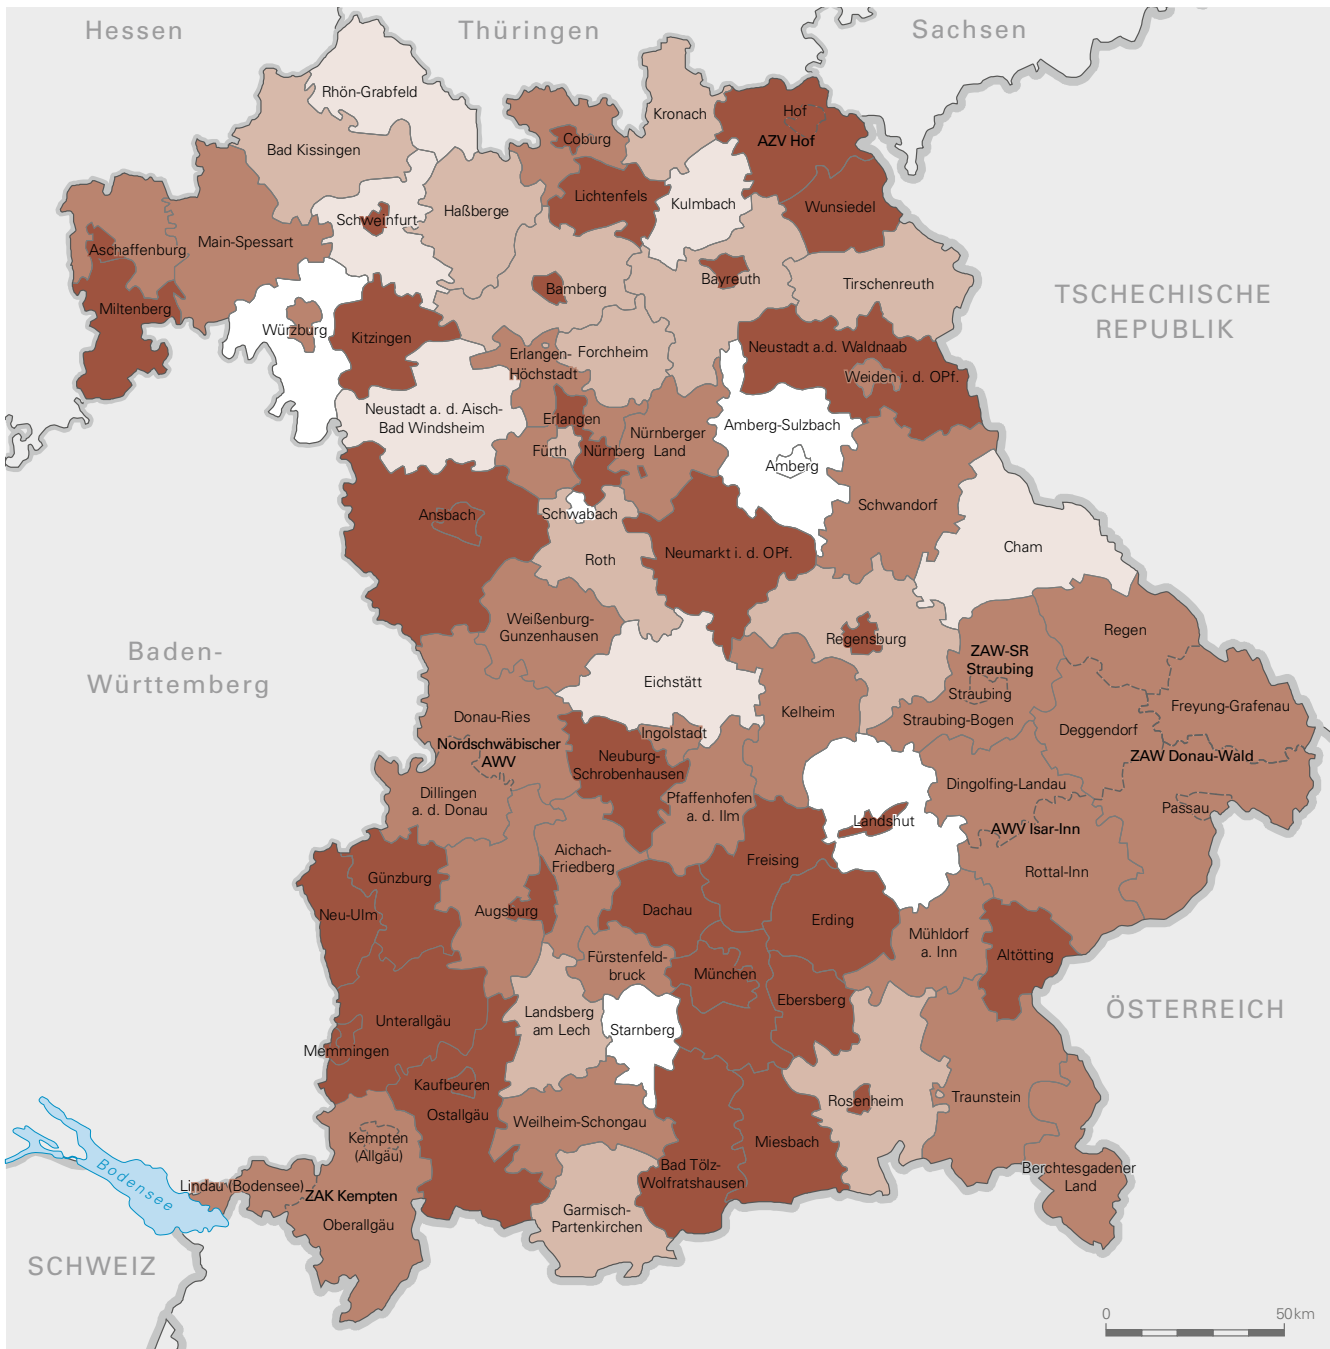 Hessen
Thüringen
Sachsen
Rhön-Grabfeld
Kronach
Hof
AZV Hof
Coburg
Bad Kissingen
Lichtenfels
Kulmbach
Wunsiedel
Haßberge
Schweinfurt
Main-Spessart
Aschaffenburg
Bayreuth
Tirschenreuth
Bamberg
Miltenberg
TSCHECHISCHE
REPUBLIK
Würzburg
Kitzingen
Erlangen-
Höchstadt
Forchheim
Neustadt a.d. Waldnaab
Weiden i. d. OPf.
Neustadt a. d. Aisch-
Bad Windsheim
Erlangen
Amberg-Sulzbach
Nürnberger
Land
Fürth
Nürnberg
Amberg
Schwandorf
Ansbach
Schwabach
Neumarkt i. d. OPf.
Cham
Roth
Weißenburg-
Gunzenhausen
Regensburg
Regen
ZAW-SR
Straubing
Baden-
Württemberg
Eichstätt
Straubing
Freyung-Grafenau
Kelheim
Donau-Ries
Straubing-Bogen
Deggendorf
Ingolstadt
Nordschwäbischer
AWV
Neuburg-
Schrobenhausen
ZAW Donau-Wald
Dingolfing-Landau
Dillingen
a. d. Donau
Pfaffenhofen
a. d. Ilm
Passau
Landshut
AWV Isar-Inn
Aichach-
Friedberg
Freising
Rottal-Inn
Günzburg
Neu-Ulm
Augsburg
Dachau
Erding
Mühldorf
a. Inn
Altötting
Fürstenfeld-
bruck
München
Ebersberg
ÖSTERREICH
Landsberg
am Lech
Starnberg
Unterallgäu
Memmingen
Kaufbeuren
Ostallgäu
Rosenheim
Traunstein
Weilheim-Schongau
Miesbach
Kempten
(Allgäu)
Bodensee
Lindau (Bodensee)
ZAK Kempten
Oberallgäu
Bad Tölz-
Wolfratshausen
Berchtesgadener
Land
Garmisch-
Partenkirchen
SCHWEIZ
0 50km